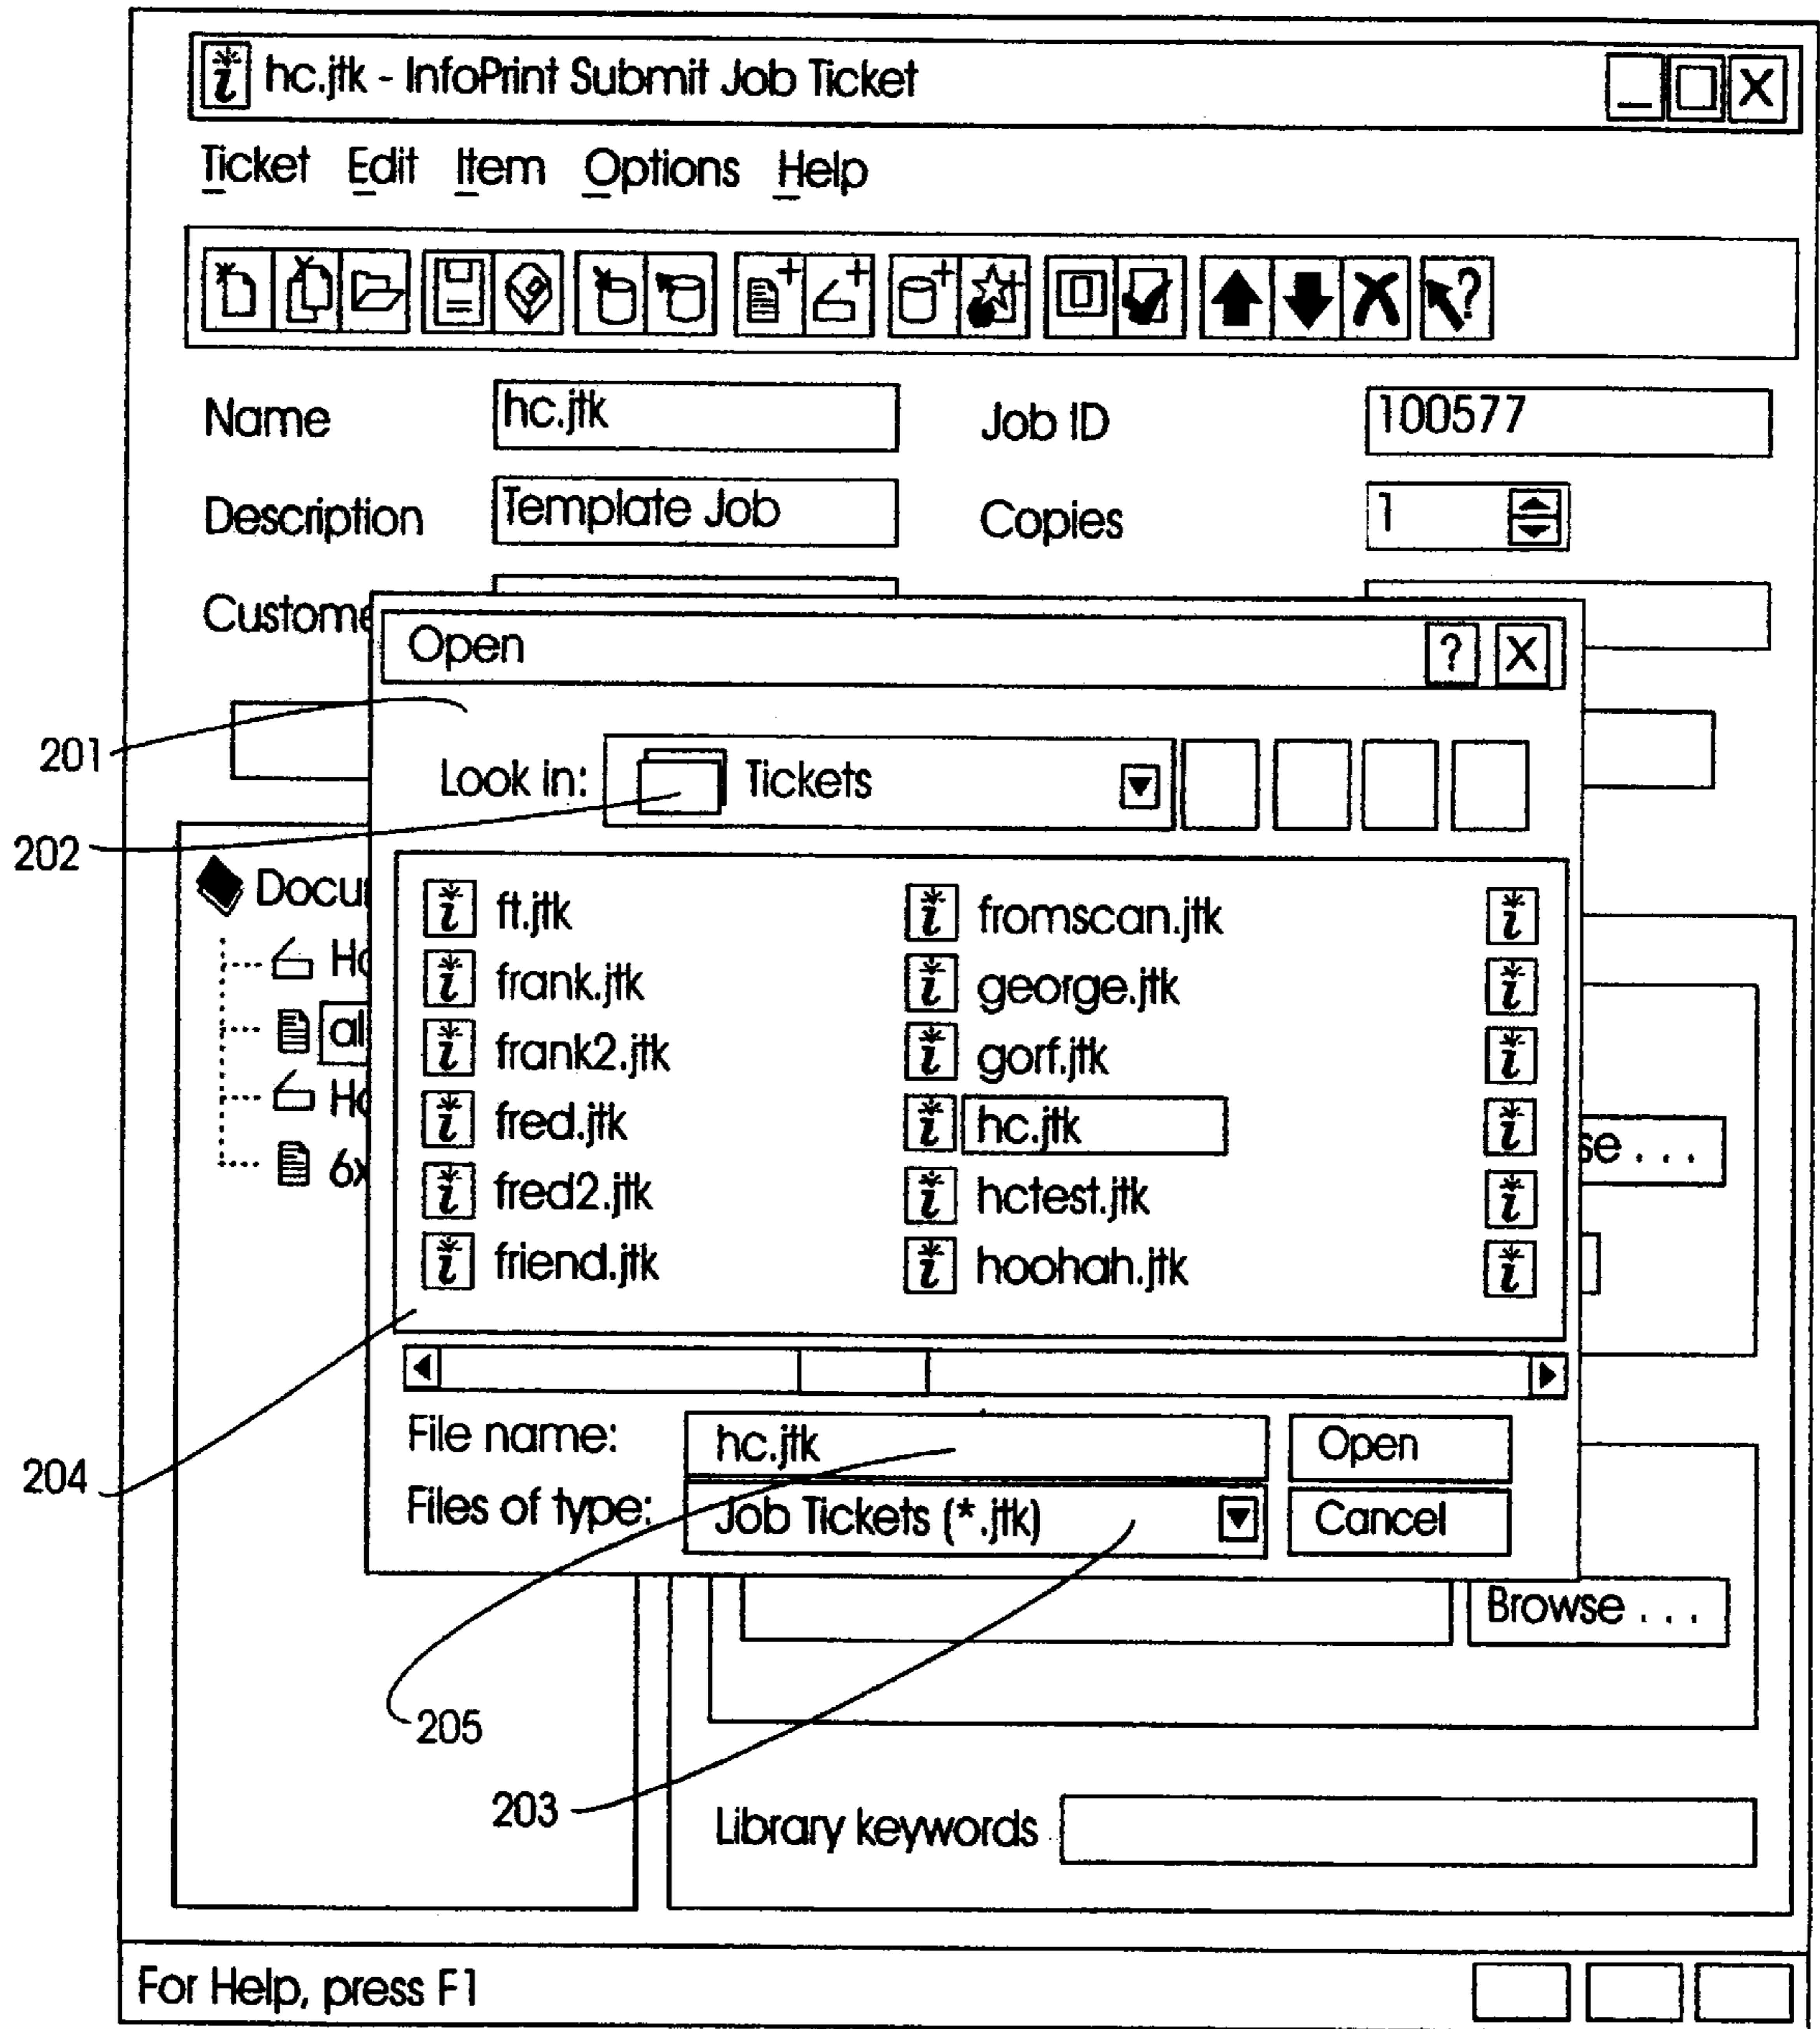 hc.jtk - InfoPrint Submit Job Ticket
Ticket Edit Item Options Help
Name hc.jtk Job ID 100577
Description Template Job Copies 1
Custome
Open ? X
201
Look in: Tickets
202
Docu
ft.jtk fromscan.jtk
Ho
frank.jtk george.jtk
al
frank2.jtk gorf.jtk
Ho
fred.jtk hc.jtk
se . . .
6x
fred2.jtk hctest.jtk
friend.jtk hoohah.jtk
File name: hc.jtk Open
204
Files of type: Job Tickets (*.jtk) Cancel
Browse . . .
205
203
Library keywords
For Help, press F1